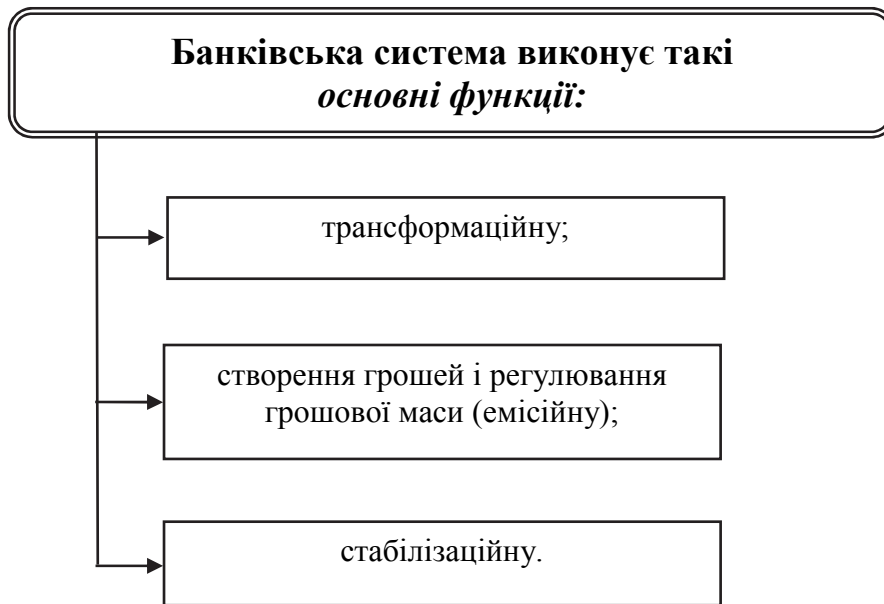 Банківська система виконує такі
основні функції:
трансформаційну;
створення грошей і регулювання
грошової маси (емісійну);
стабілізаційну.